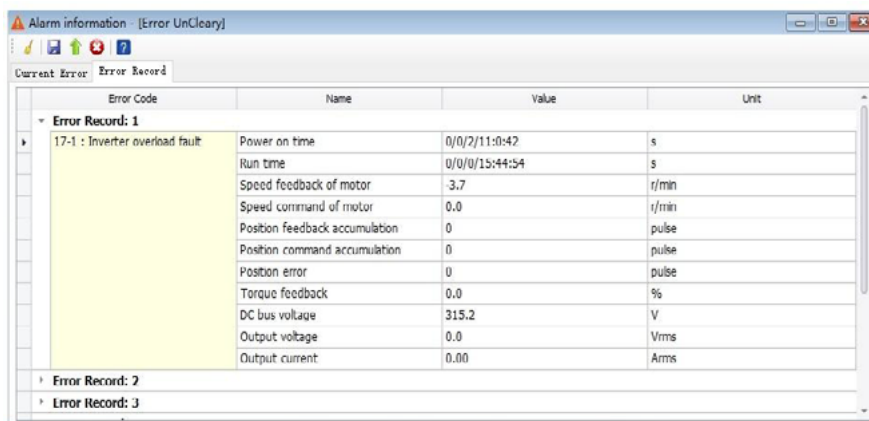 Alarm information - [Error UnCleary]
Current Error Error Record
Error Code Name Value Unit
Error Record: 1
17-1 : Inverter overload fault Power on time 0/0/2/11:0:42 s
Run time 0/0/0/15:44:54 s
Speed feedback of motor -3.7 r/min
Speed command of motor 0.0 r/min
Position feedback accumulation 0 pulse
Position command accumulation 0 pulse
Position error 0 pulse
Torque feedback 0.0 %
DC bus voltage 315.2 V
Output voltage 0.0 Vrms
Output current 0.00 Arms
Error Record: 2
Error Record: 3